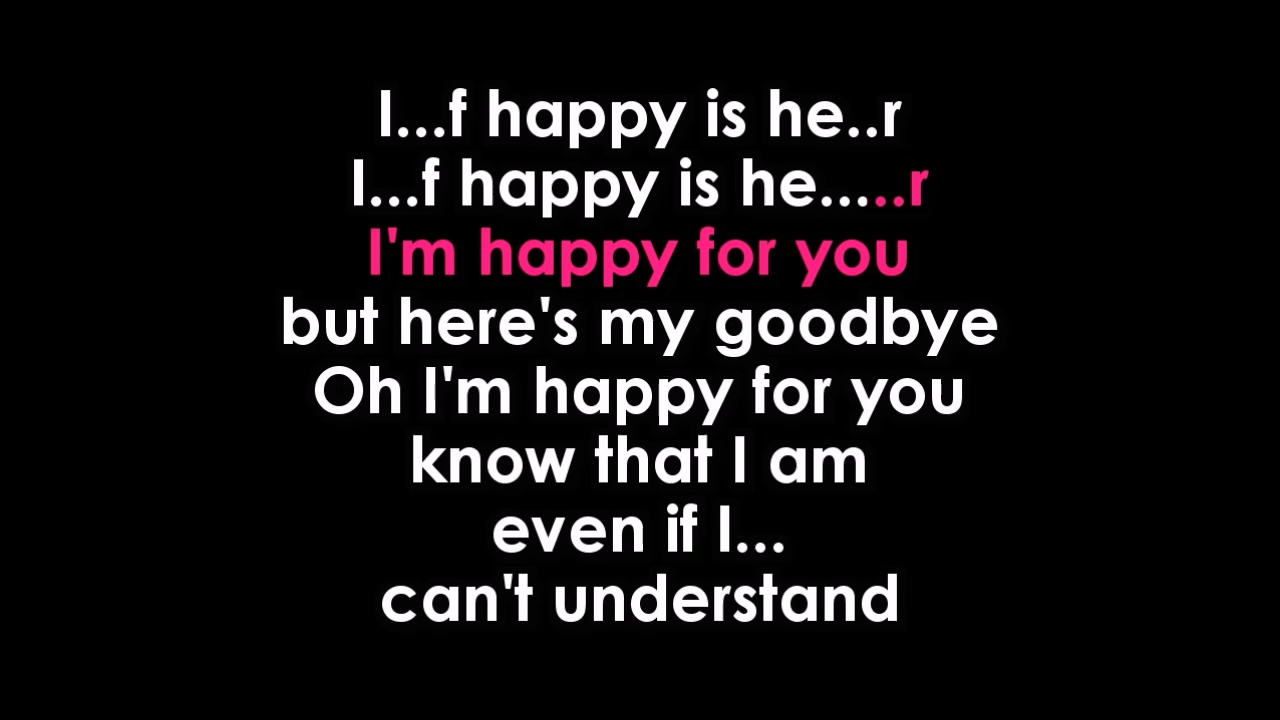 I...f happy is he..r
I...f happy is he.....r
I'm happy for you
but here's my goodbye
Oh I'm happy for you
know that I am
even if I...
can't understand